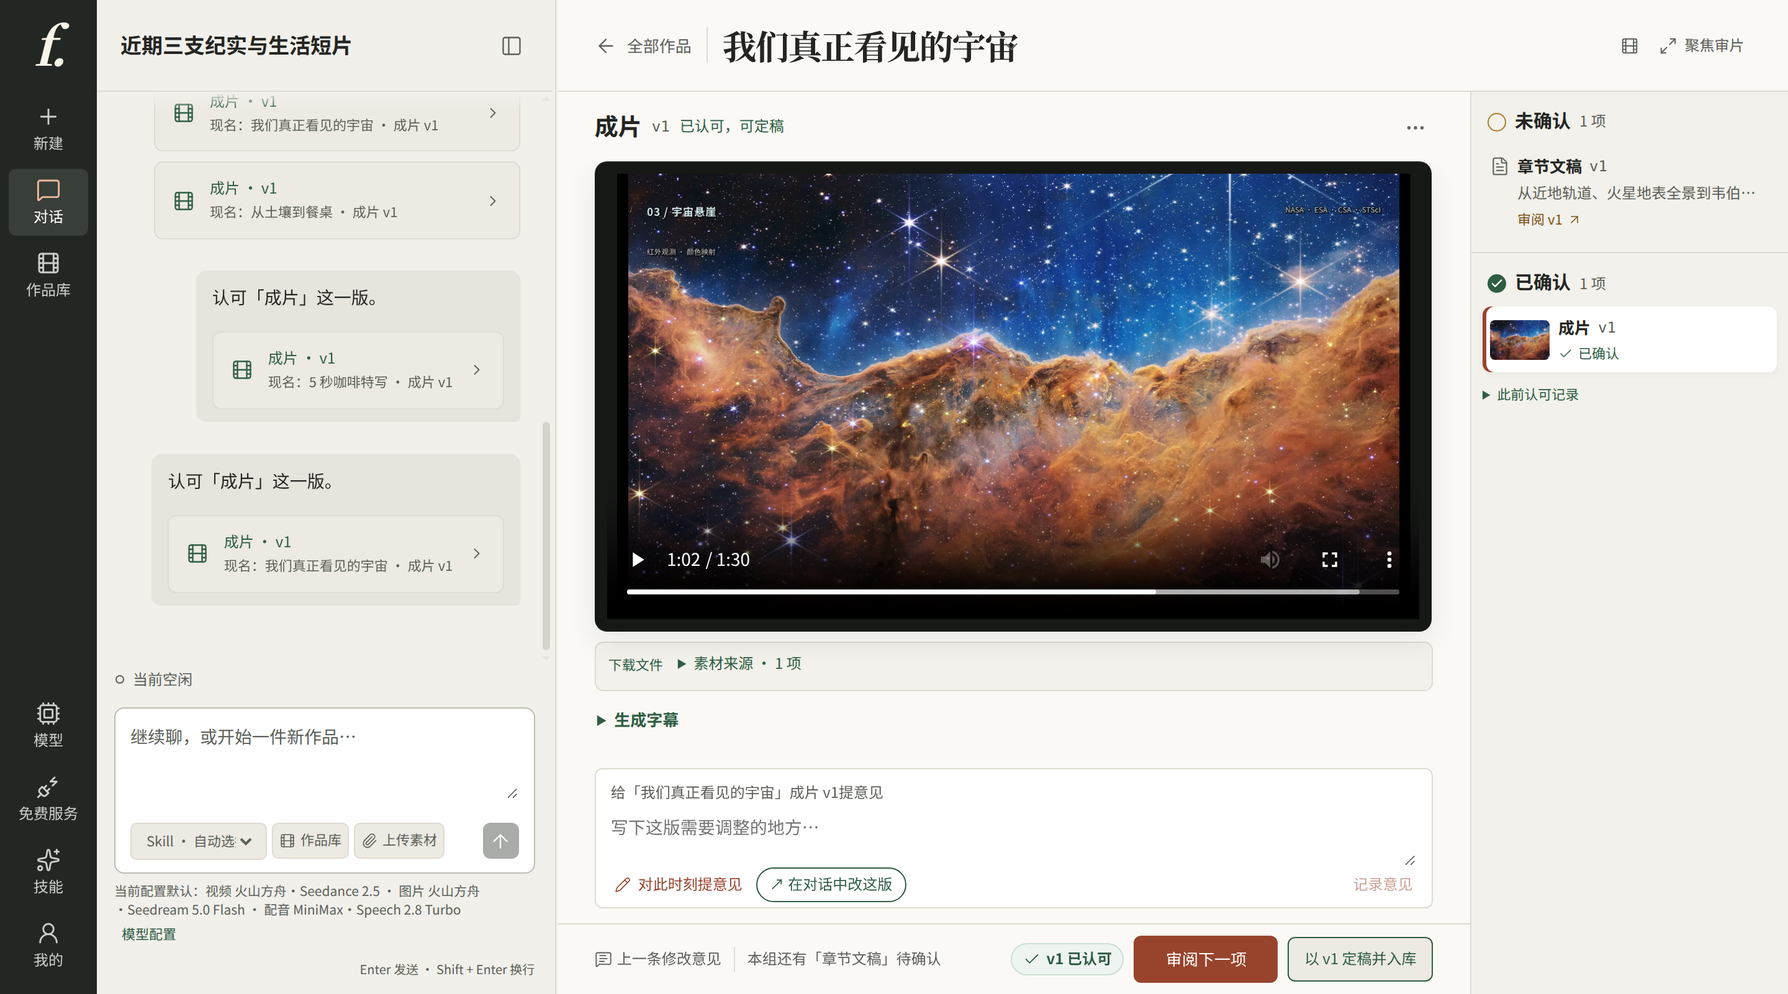 f.
新建
对话
作品库
模型
免费服务
技能
我的
近期三支纪实与生活短片
成片 · v1
现名：我们真正看见的宇宙 · 成片 v1
成片 · v1
现名：从土壤到餐桌 · 成片 v1
认可「成片」这一版。
成片 · v1
现名：5 秒咖啡特写 · 成片 v1
认可「成片」这一版。
成片 · v1
现名：我们真正看见的宇宙 · 成片 v1
当前空闲
继续聊，或开始一件新作品…
Skill · 自动选
作品库
上传素材
当前配置默认：视频 火山方舟 · Seedance 2.5 · 图片 火山方舟
· Seedream 5.0 Flash · 配音 MiniMax · Speech 2.8 Turbo
模型配置
Enter 发送 · Shift + Enter 换行
全部作品
我们真正看见的宇宙
聚焦审片
成片 v1 已认可，可定稿
03 / 宇宙悬崖
NASA · ESA · CSA · STScI
红外观测 · 颜色映射
1:02 / 1:30
下载文件
素材来源 · 1 项
生成字幕
给「我们真正看见的宇宙」成片 v1提意见
写下这版需要调整的地方…
对此时刻提意见
在对话中改这版
记录意见
上一条修改意见
本组还有「章节文稿」待确认
v1 已认可
审阅下一项
以 v1 定稿并入库
未确认 1 项
章节文稿 v1
从近地轨道、火星地表全景到韦伯…
审阅 v1
已确认 1 项
成片 v1
已确认
此前认可记录